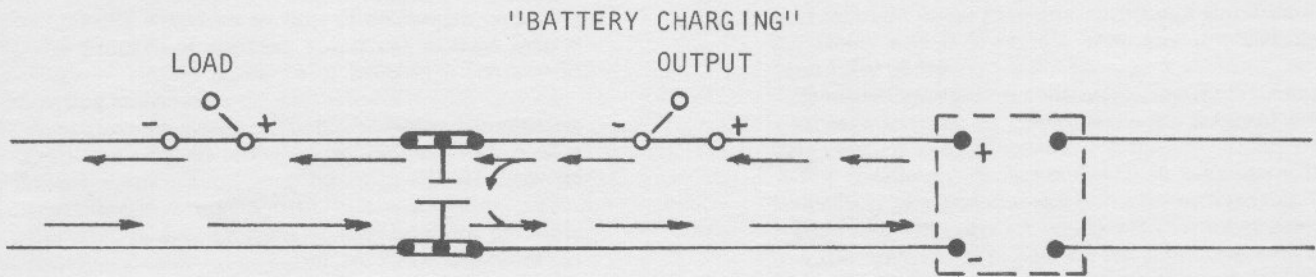 "BATTERY CHARGING"
LOAD OUTPUT
- + - +
+
-